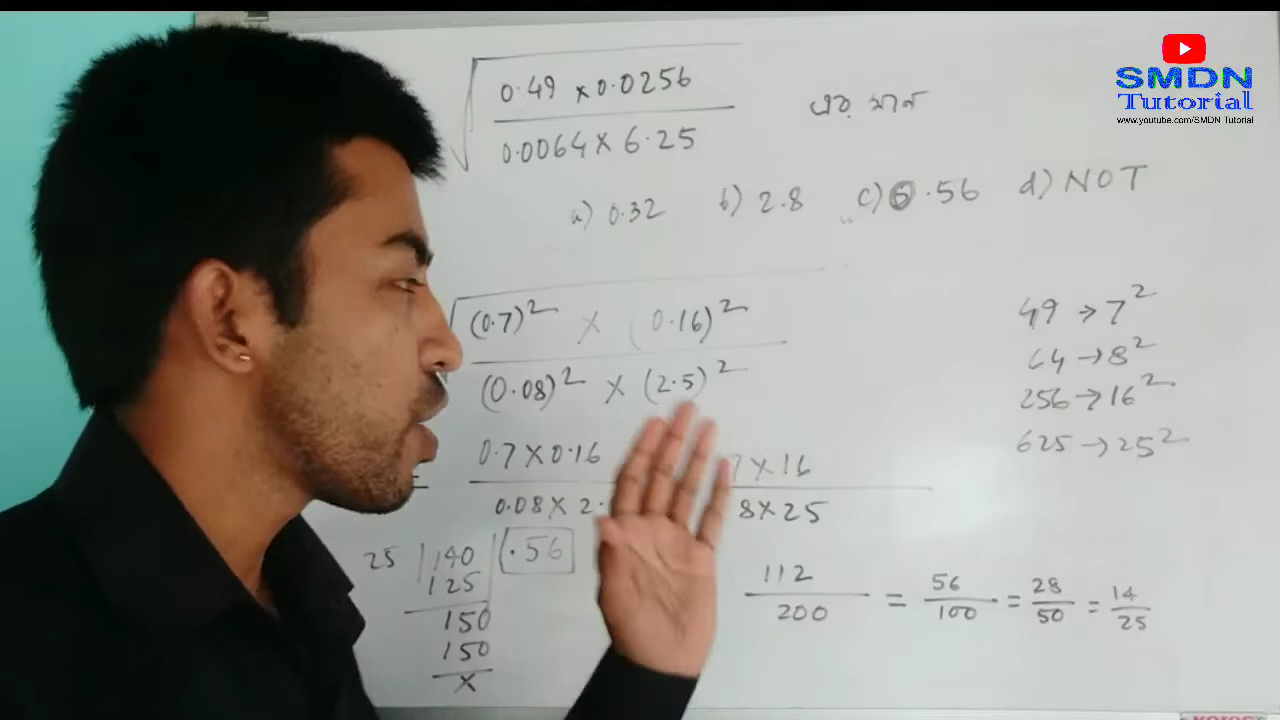 SMDN
Tutorial
www.youtube.com/SMDN Tutorial
√ 0.49 × 0.0256 এর মান
0.0064 × 6.25
a) 0.32 b) 2.8 c) .56 d) NOT
√ (0.7)² × (0.16)²
(0.08)² × (2.5)²
49 → 7²
64 → 8²
256 → 16²
625 → 25²
= 0.7 × 0.16
0.08 × 2.
7 × 16
8 × 25
25 | 140 | .56
125
150
150
×
112 = 56 = 28 = 14
200 100 50 25